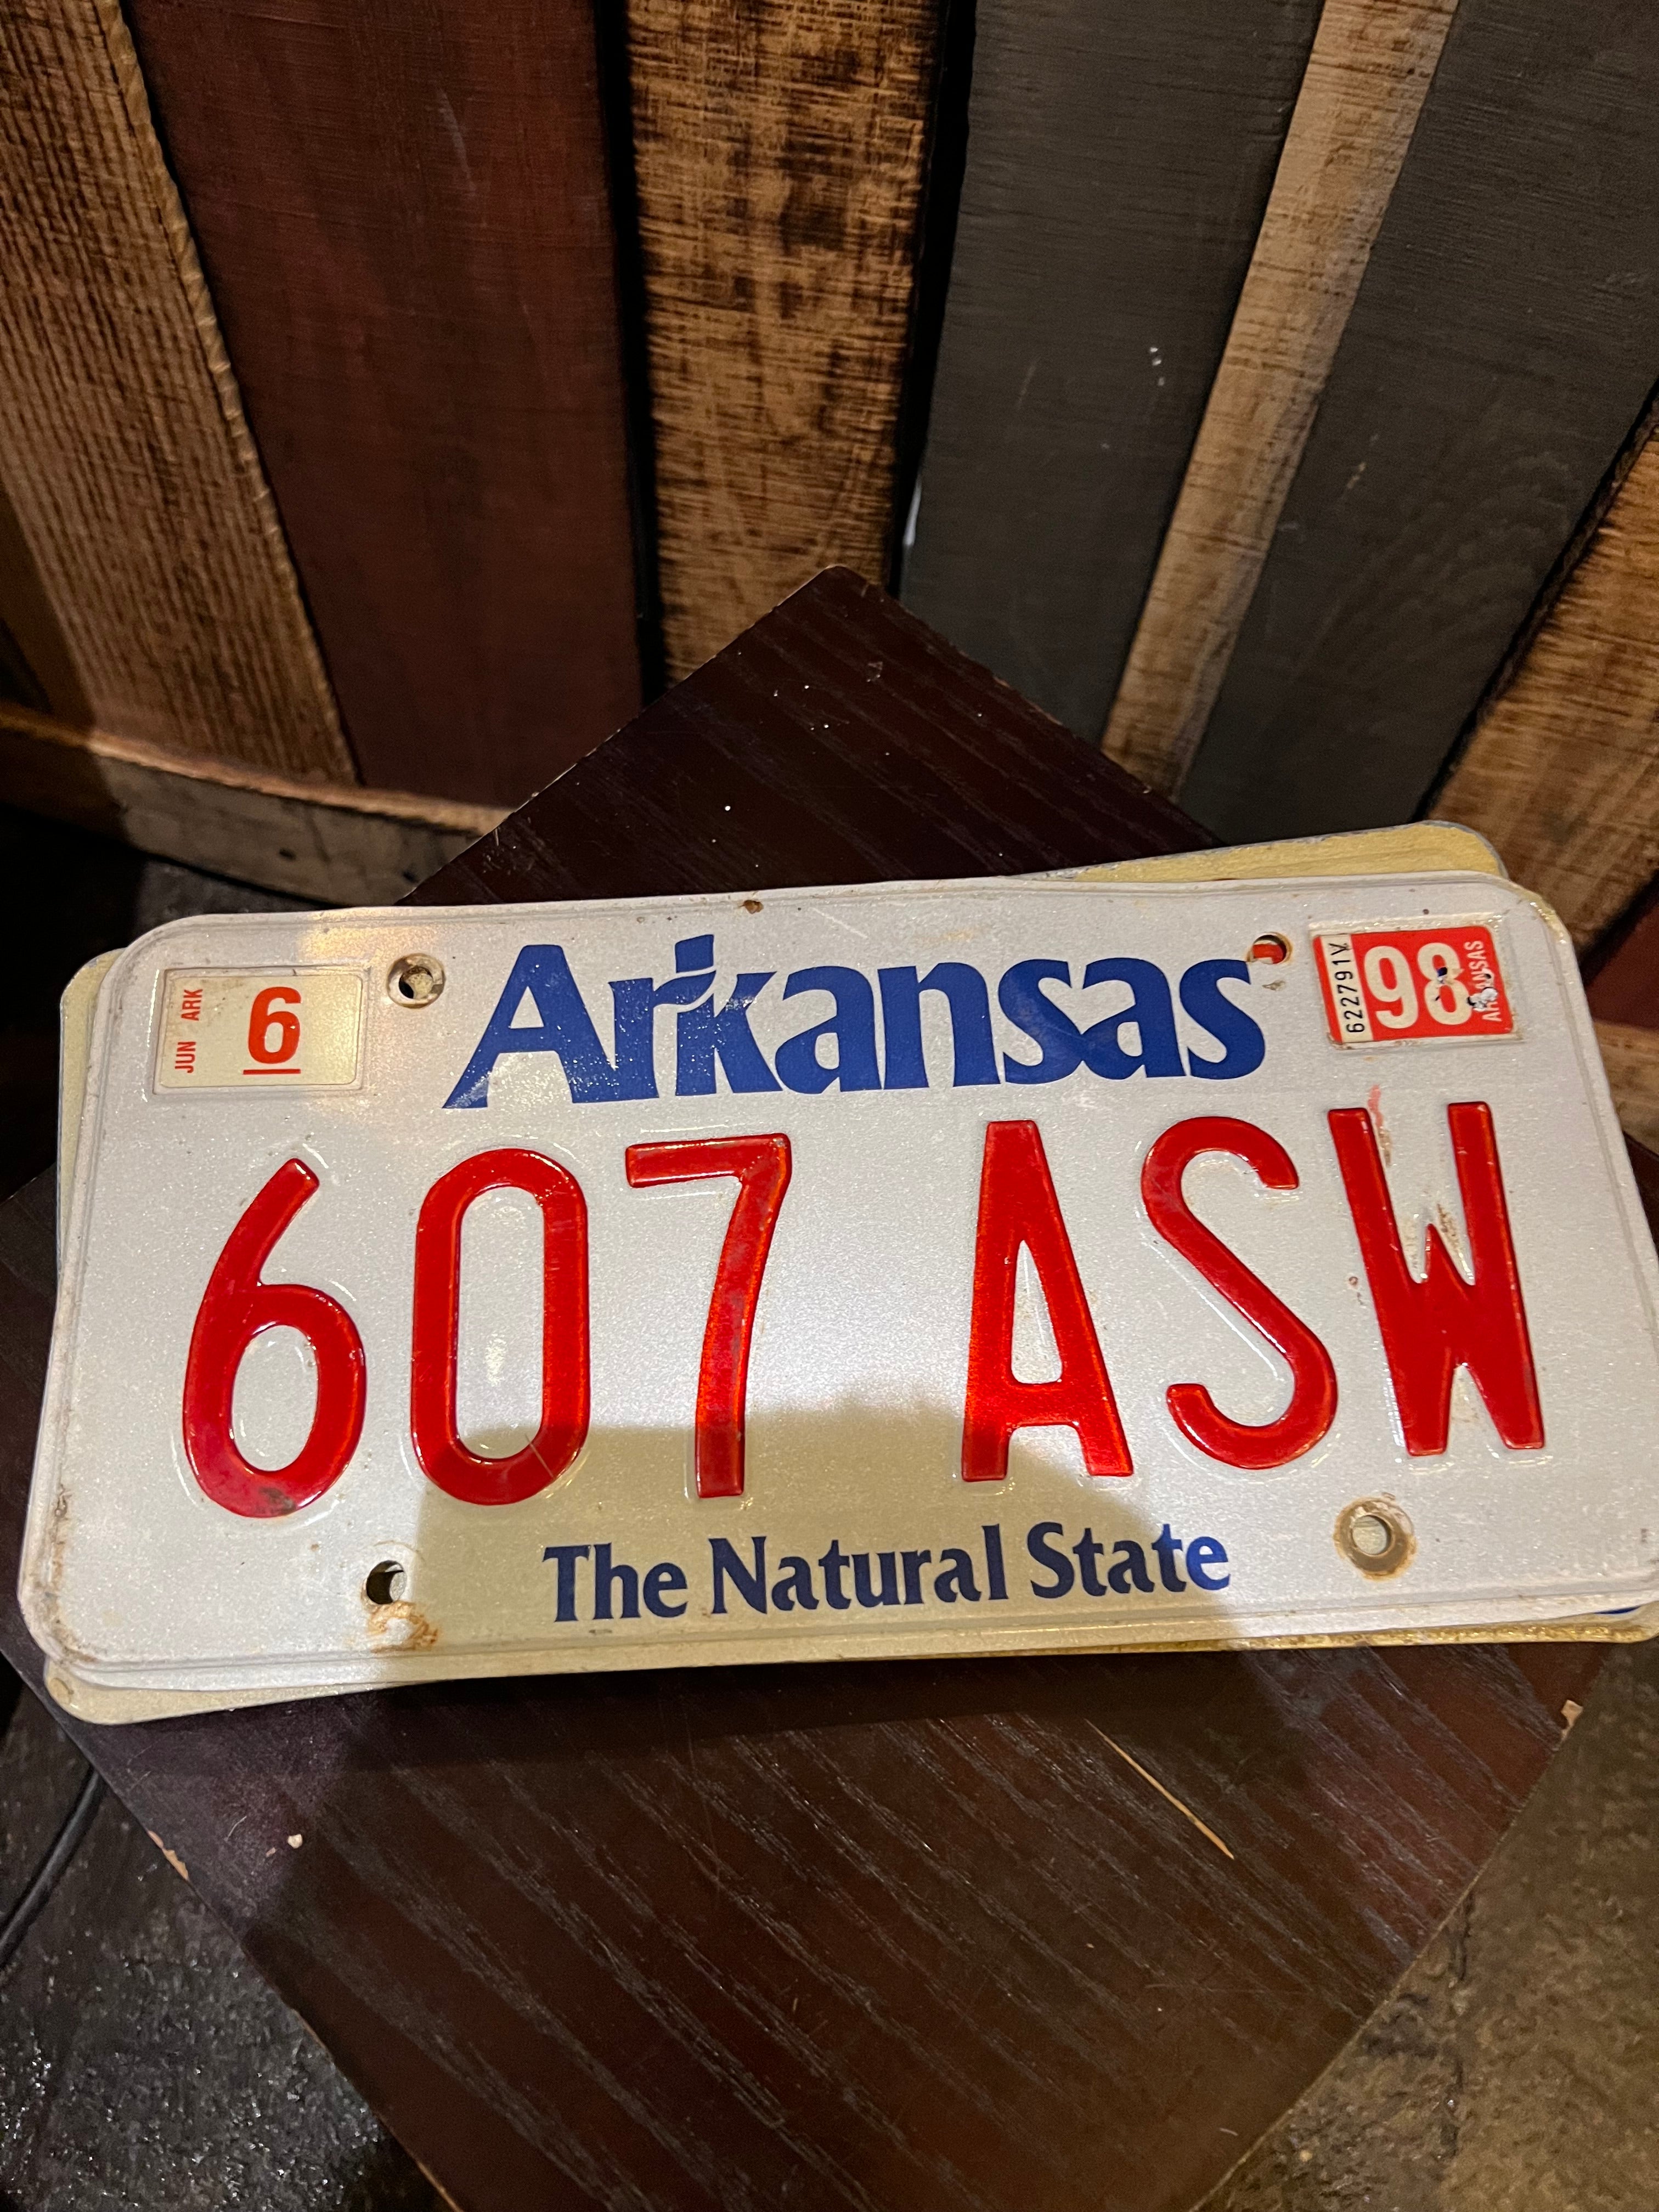 JUN ARK
6
Arkansas
622791V
98
ARKANSAS
607 ASW
The Natural State